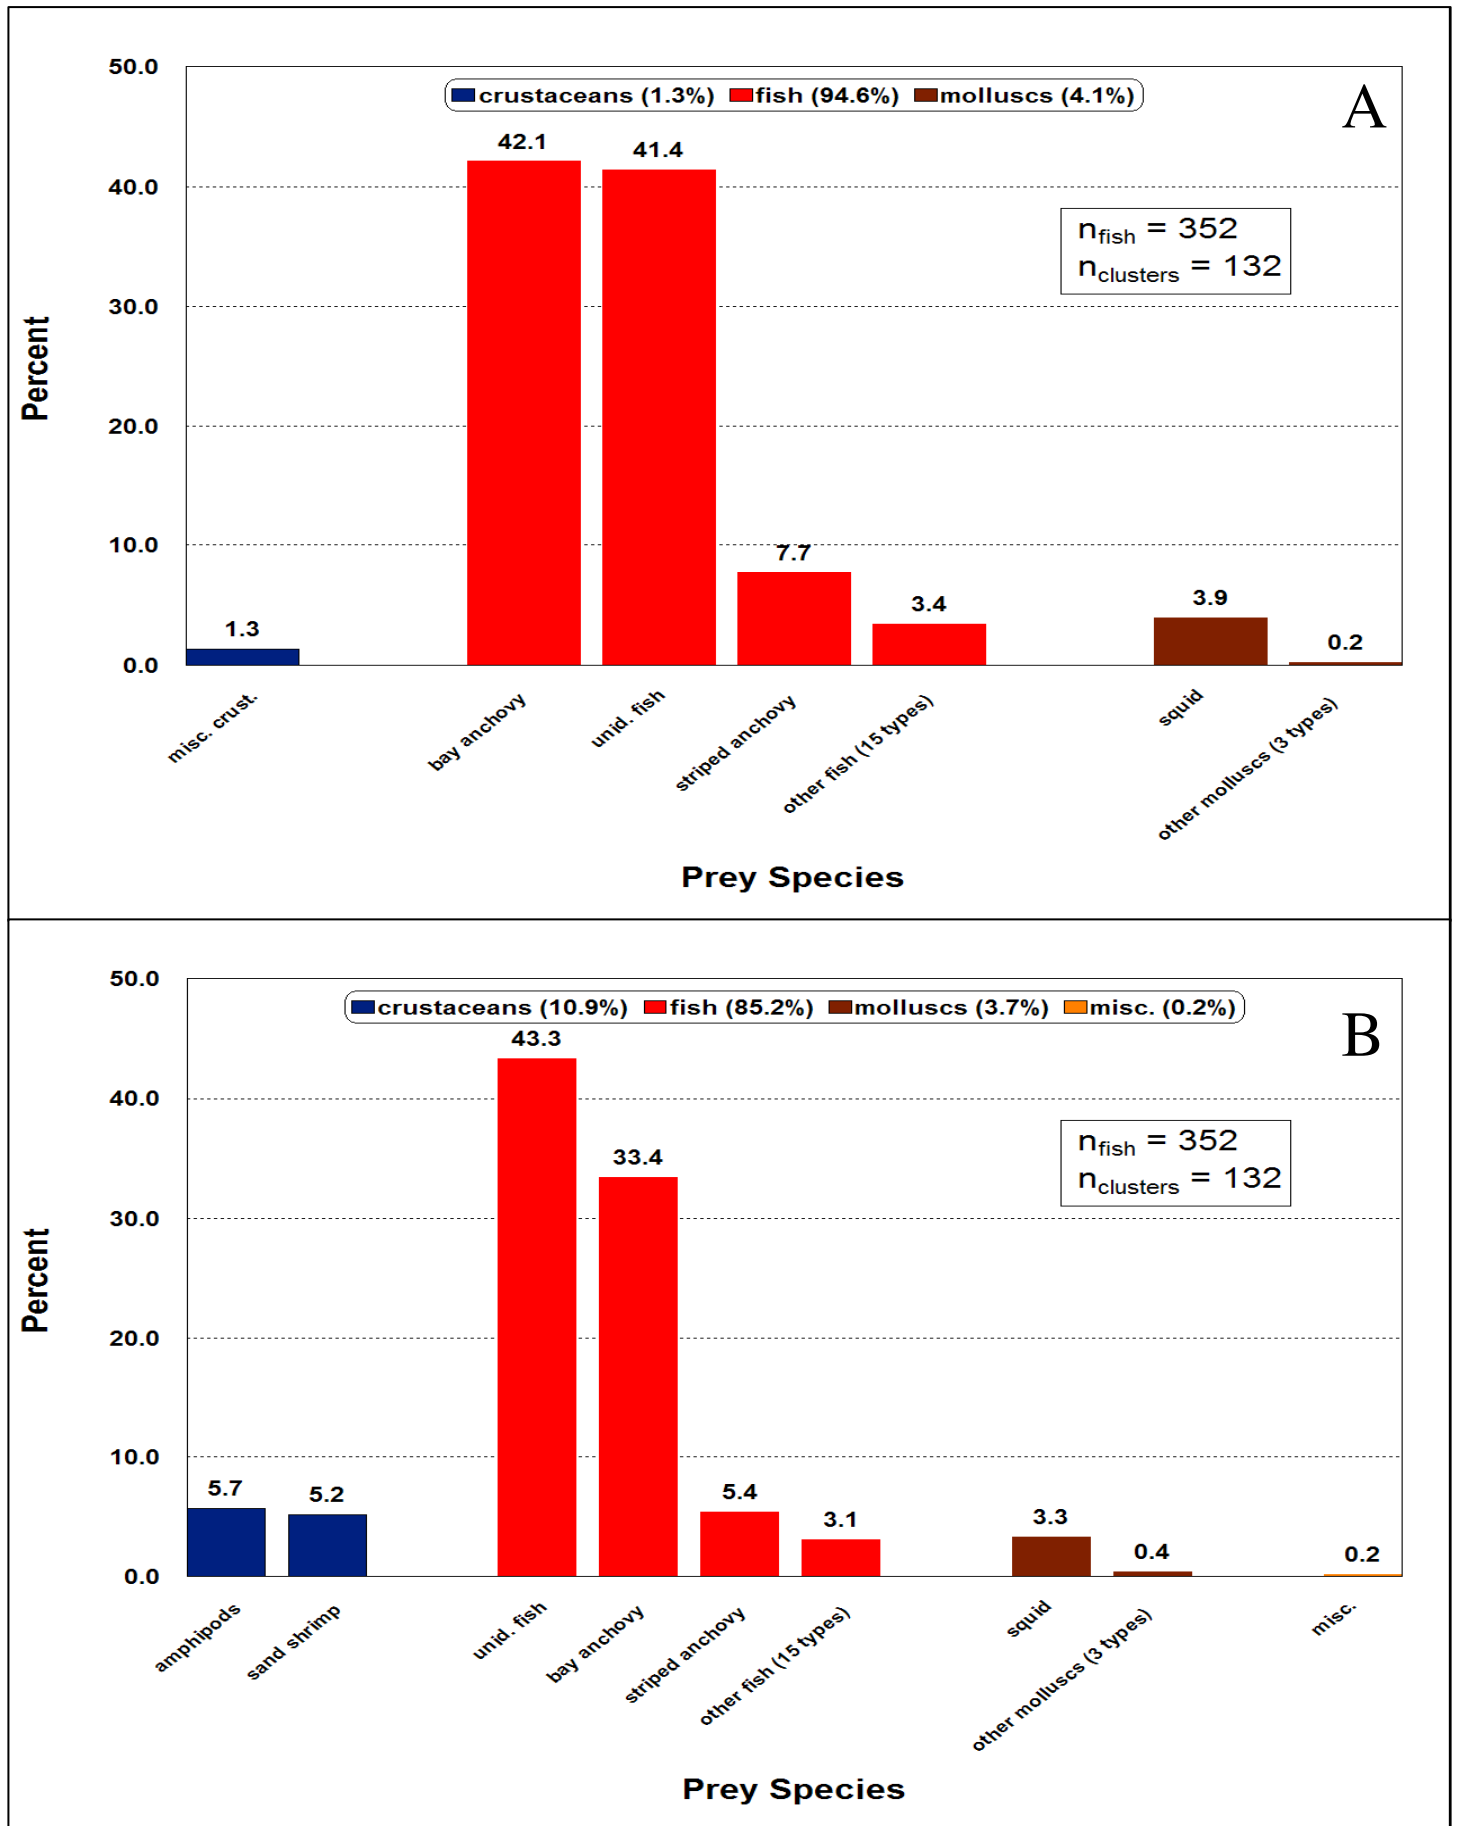 A
crustaceans (1.3%) fish (94.6%) molluscs (4.1%)
50.0
40.0
30.0
20.0
10.0
0.0
Percent
1.3
42.1
41.4
7.7
3.4
3.9
0.2
nfish = 352
nclusters = 132
misc. crust.
bay anchovy
unid. fish
striped anchovy
other fish (15 types)
squid
other molluscs (3 types)
Prey Species
B
crustaceans (10.9%) fish (85.2%) molluscs (3.7%) misc. (0.2%)
50.0
40.0
30.0
20.0
10.0
0.0
Percent
5.7
5.2
43.3
33.4
5.4
3.1
3.3
0.4
0.2
nfish = 352
nclusters = 132
amphipods
sand shrimp
unid. fish
bay anchovy
striped anchovy
other fish (15 types)
squid
other molluscs (3 types)
misc.
Prey Species